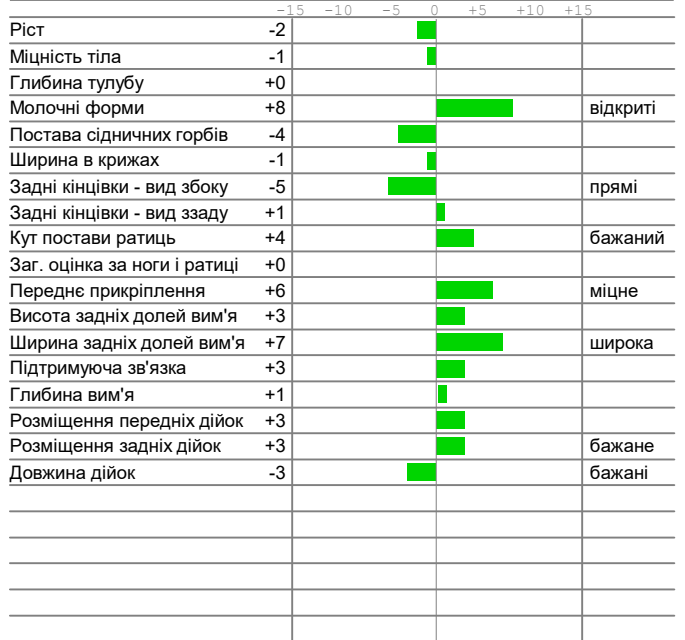 -15 -10 -5 0 +5 +10 +15
Ріст -2
Міцність тіла -1
Глибина тулубу +0
Молочні форми +8 відкриті
Постава сідничних горбів -4
Ширина в крижах -1
Задні кінцівки - вид збоку -5 прямі
Задні кінцівки - вид ззаду +1
Кут постави ратиць +4 бажаний
Заг. оцінка за ноги і ратиці +0
Переднє прикріплення +6 міцне
Висота задніх долей вим'я +3
Ширина задніх долей вим'я +7 широка
Підтримуюча зв'язка +3
Глибина вим'я +1
Розміщення передніх дійок +3
Розміщення задніх дійок +3 бажане
Довжина дійок -3 бажані